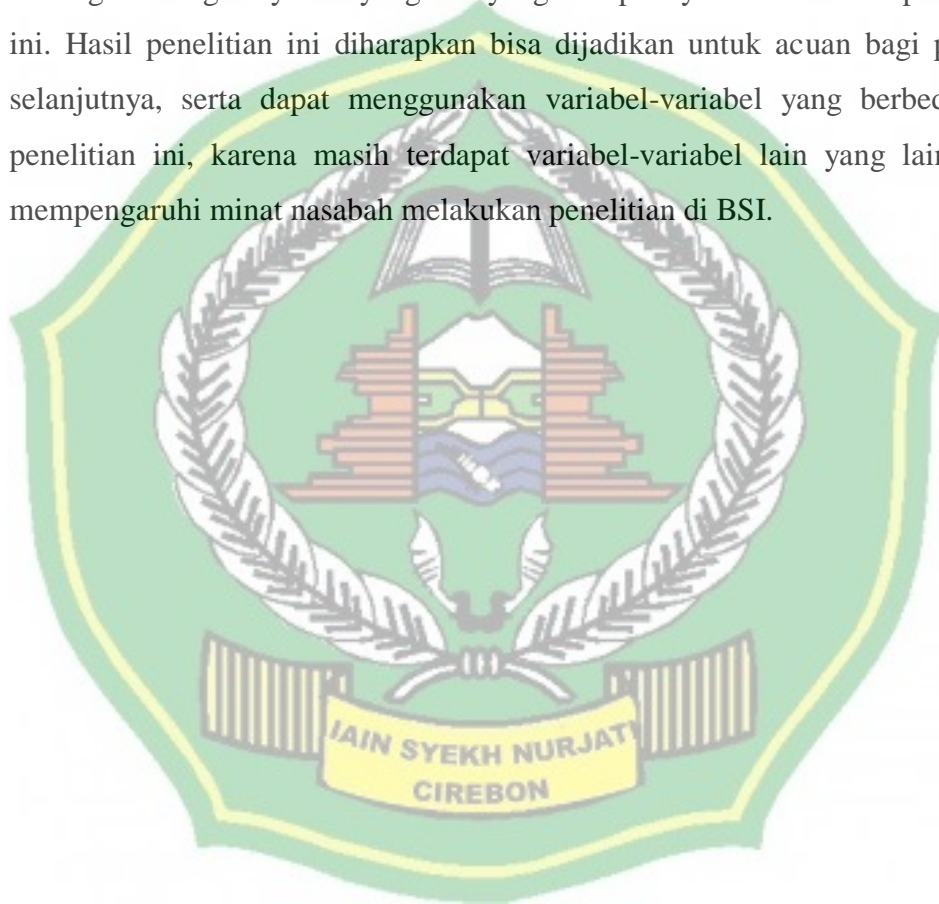 ini. Hasil penelitian ini diharapkan bisa dijadikan untuk acuan bagi
selanjutnya, serta dapat menggunakan variabel-variabel yang
penelitian ini, karena masih terdapat variabel-variabel lain yang
mempengaruhi minat nasabah melakukan penelitian di BSI.
IAIN SYEKH NURJATI
CIREBON